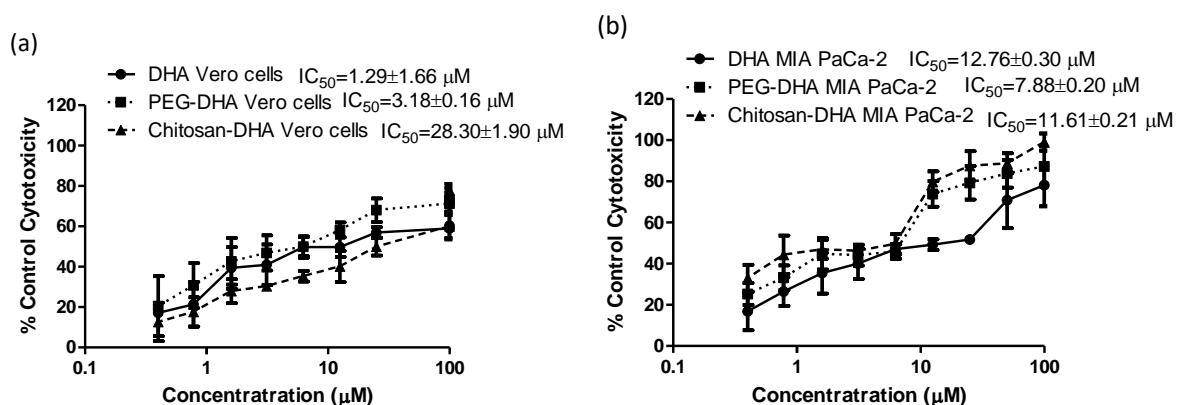 (a)
DHA Vero cells IC50=1.29±1.66 μM
PEG-DHA Vero cells IC50=3.18±0.16 μM
Chitosan-DHA Vero cells IC50=28.30±1.90 μM
120
100
80
60
40
20
0
% Control Cytotoxicity
0.1 1 10 100
Concentratration (μM)
(b)
DHA MIA PaCa-2 IC50=12.76±0.30 μM
PEG-DHA MIA PaCa-2 IC50=7.88±0.20 μM
Chitosan-DHA MIA PaCa-2 IC50=11.61±0.21 μM
120
100
80
60
40
20
0
% Control Cytotoxicity
0.1 1 10 100
Concentratration (μM)